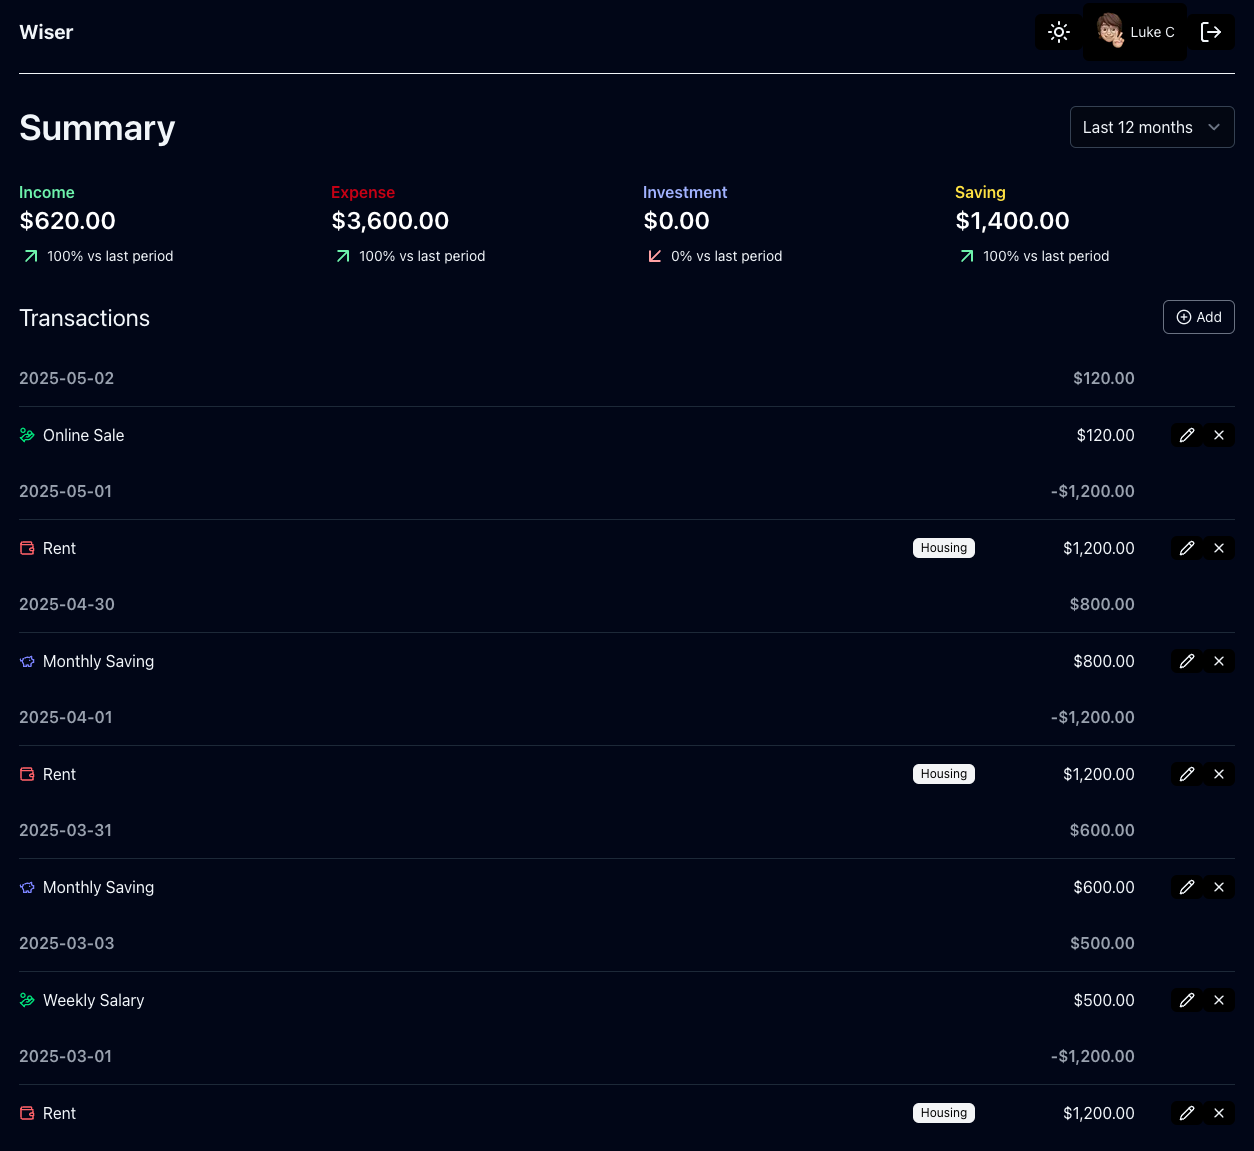 Wiser
Luke C
Summary
Last 12 months
Income
$620.00
100% vs last period
Expense
$3,600.00
100% vs last period
Investment
$0.00
0% vs last period
Saving
$1,400.00
100% vs last period
Transactions
Add
2025-05-02 $120.00
Online Sale $120.00
2025-05-01 -$1,200.00
Rent Housing $1,200.00
2025-04-30 $800.00
Monthly Saving $800.00
2025-04-01 -$1,200.00
Rent Housing $1,200.00
2025-03-31 $600.00
Monthly Saving $600.00
2025-03-03 $500.00
Weekly Salary $500.00
2025-03-01 -$1,200.00
Rent Housing $1,200.00